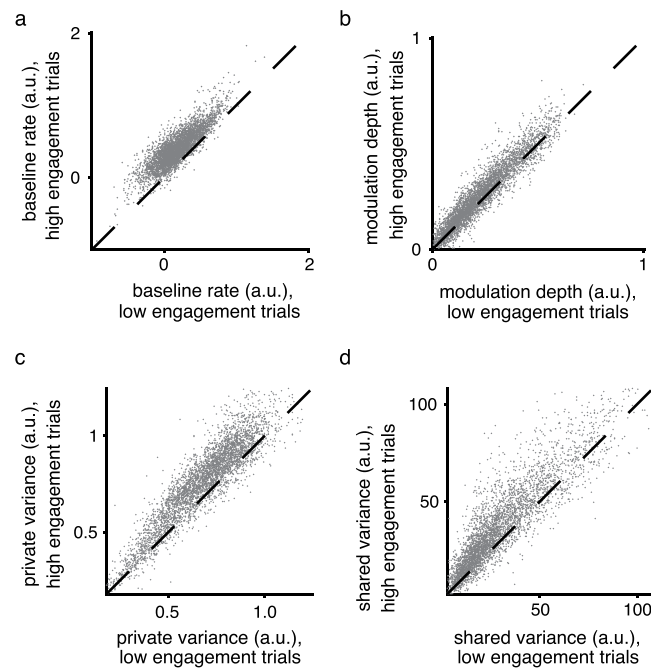 a
2
0
0
2
baseline rate (a.u.),
high engagement trials
baseline rate (a.u.),
low engagement trials
b
1
0
0
1
modulation depth (a.u.),
high engagement trials
modulation depth (a.u.),
low engagement trials
c
1
0.5
0.5
1.0
private variance (a.u.),
high engagement trials
private variance (a.u.),
low engagement trials
d
100
50
50
100
shared variance (a.u.),
high engagement trials
shared variance (a.u.),
low engagement trials